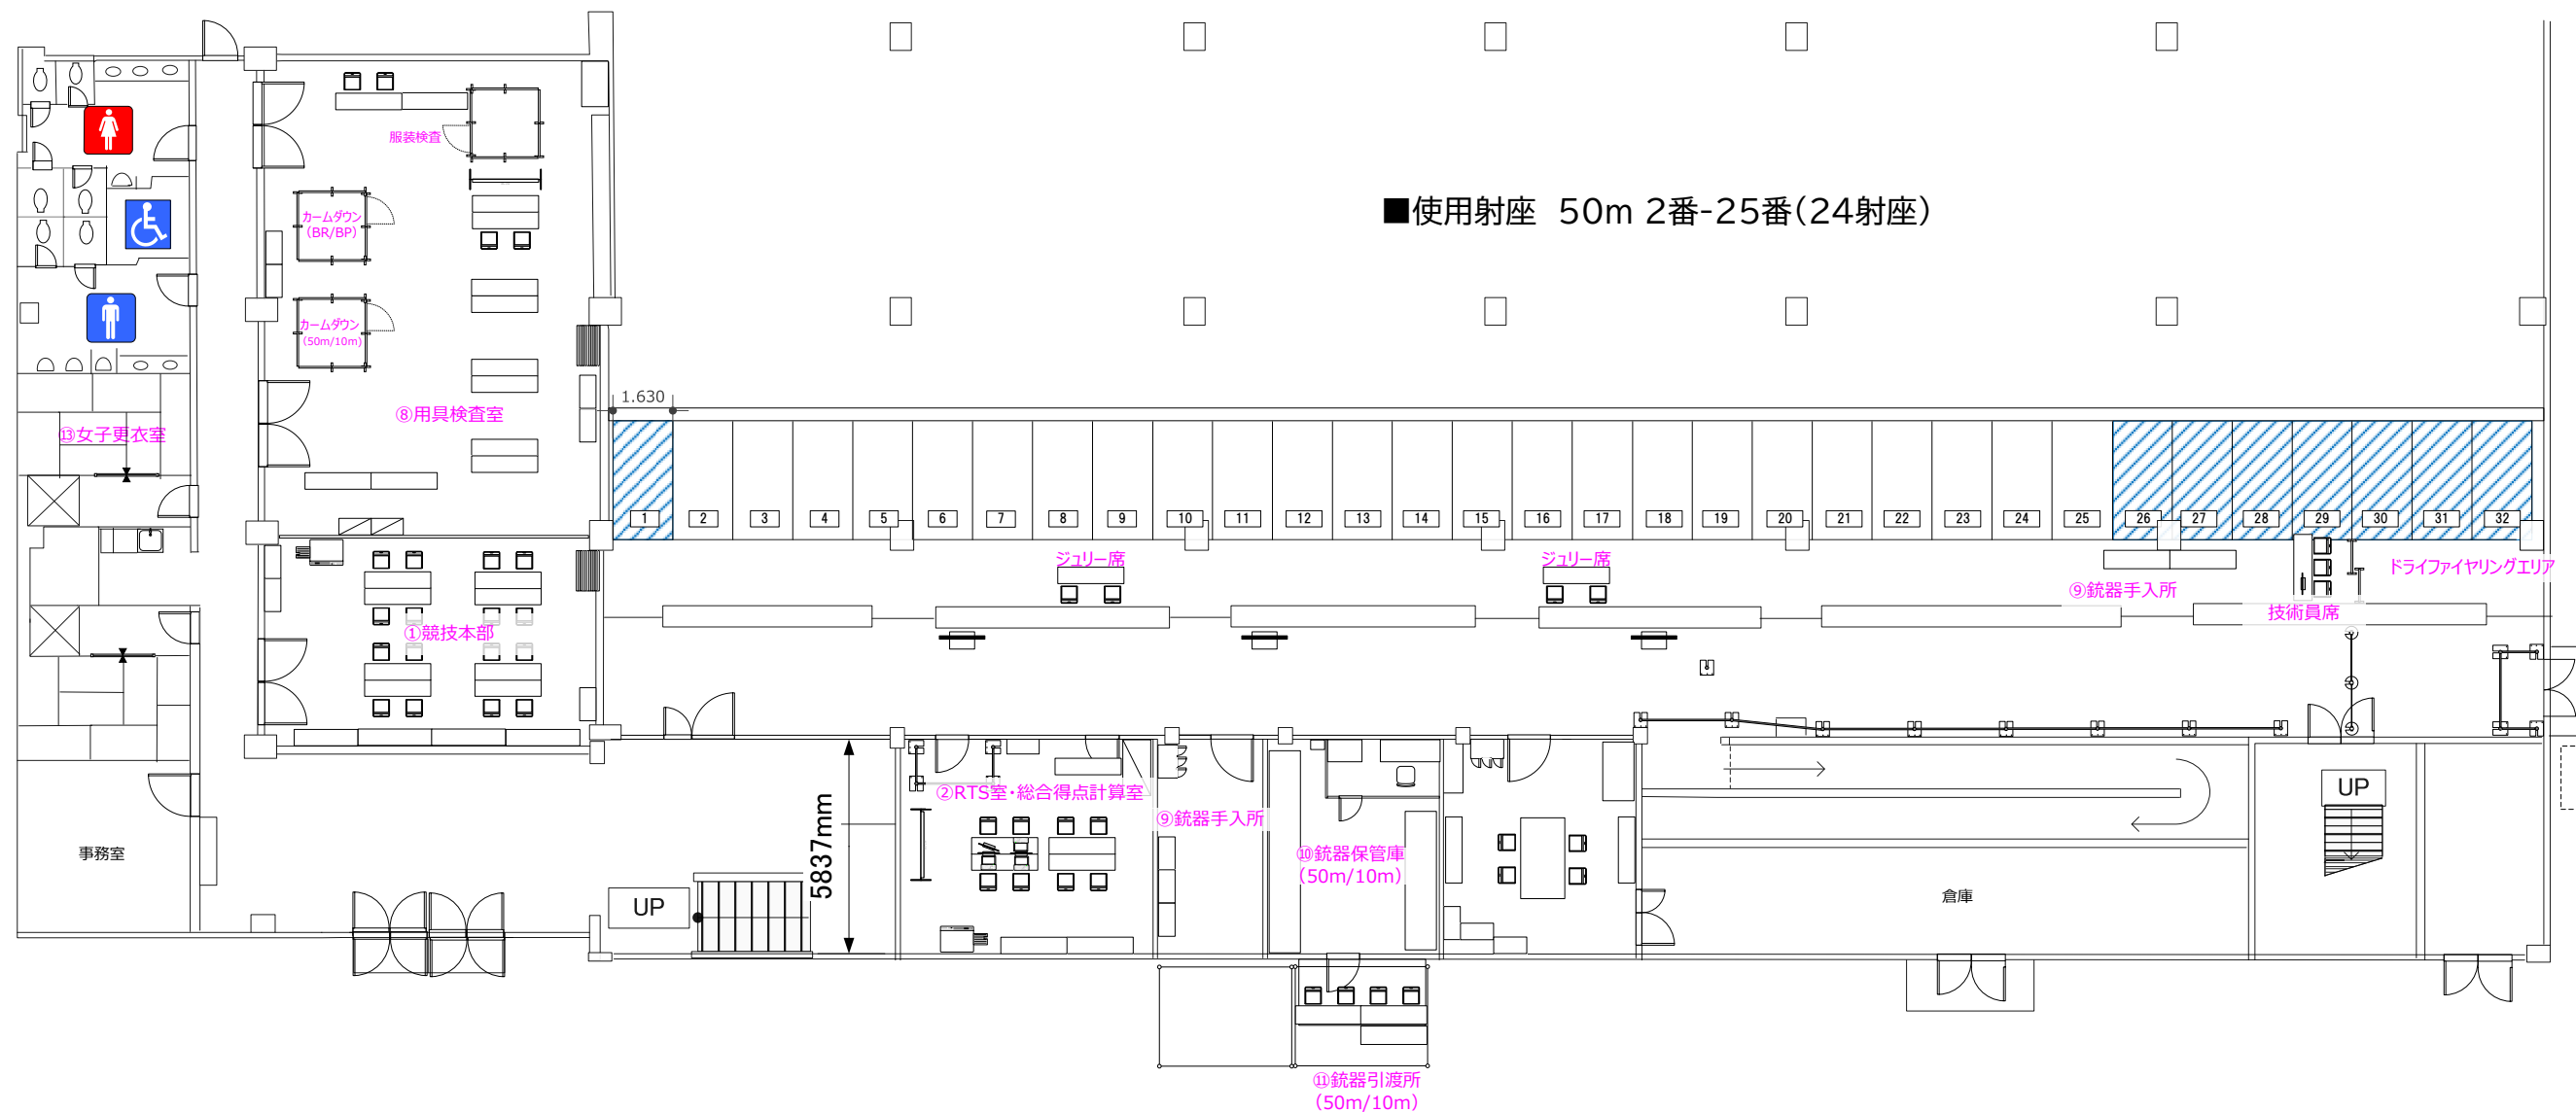 服装検査
カームダウン
(BR/BP)
■使用射座 50m 2番-25番(24射座)
カームダウン
(50m/10m)
1.630
⑧用具検査室
⑬女子更衣室
1 2 3 4 5 6 7 8 9 10 11 12 13 14 15 16 17 18 19 20 21 22 23 24 25 26 27 28 29 30 31 32
ジュリー席
ジュリー席
ドライファイヤリングエリア
⑨銃器手入所
技術員席
①競技本部
②RTS室・総合得点計算室
⑨銃器手入所
5837mm
UP
事務室
⑩銃器保管庫
(50m/10m)
倉庫
UP
⑪銃器引渡所
(50m/10m)